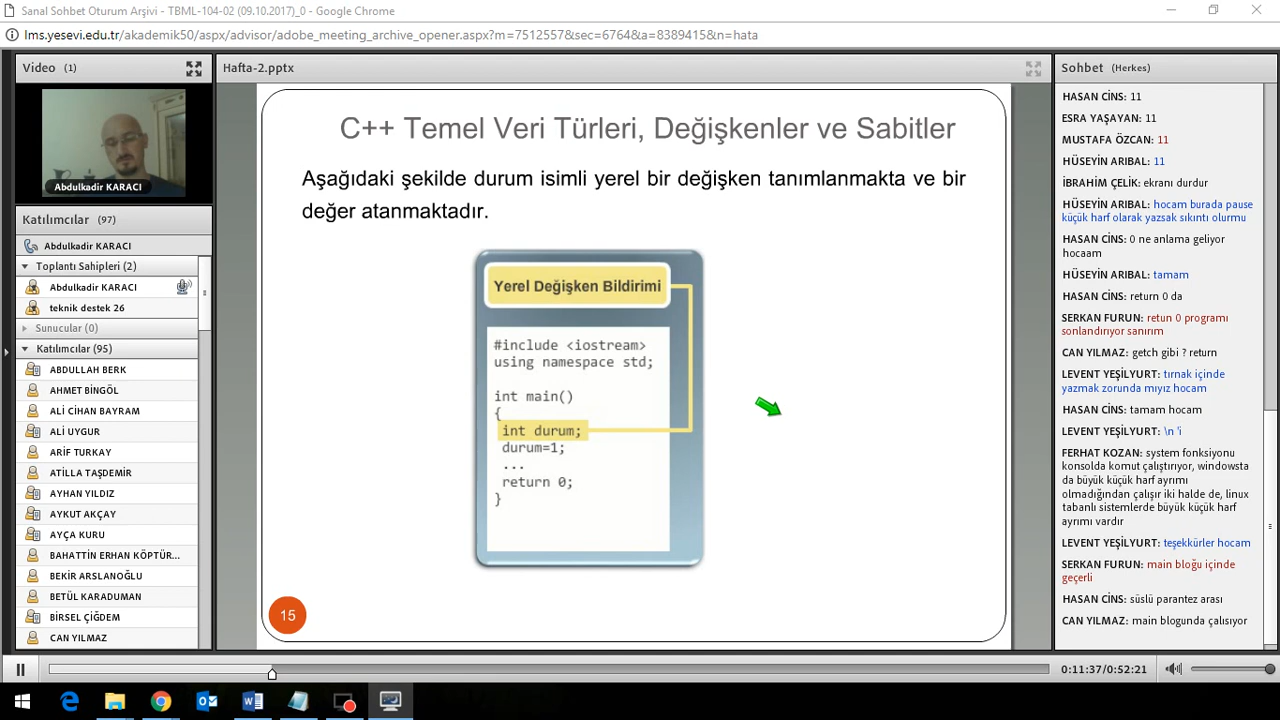 Sanal Sohbet Oturum Arşivi - TBML-104-02 (09.10.2017)_0 - Google Chrome
lms.yesevi.edu.tr/akademik50/aspx/advisor/adobe_meeting_archive_opener.aspx?m=7512557&sec=6764&a=8389415&n=hata
Video (1)
Abdulkadir KARACI
Katılımcılar (97)
Abdulkadir KARACI
Toplantı Sahipleri (2)
Abdulkadir KARACI
teknik destek 26
Sunucular (0)
Katılımcılar (95)
ABDULLAH BERK
AHMET BİNGÖL
ALİ CİHAN BAYRAM
ALİ UYGUR
ARİF TURKAY
ATİLLA TAŞDEMİR
AYHAN YILDIZ
AYKUT AKÇAY
AYÇA KURU
BAHATTİN ERHAN KÖPTÜR...
BEKİR ARSLANOĞLU
BETÜL KARADUMAN
BİRSEL ÇİĞDEM
CAN YILMAZ
Hafta-2.pptx
C++ Temel Veri Türleri, Değişkenler ve Sabitler
Aşağıdaki şekilde durum isimli yerel bir değişken tanımlanmakta ve bir
değer atanmaktadır.
Yerel Değişken Bildirimi
#include <iostream>
using namespace std;
int main()
{
int durum;
durum=1;
...
return 0;
}
15
Sohbet (Herkes)
HASAN CİNS: 11
ESRA YAŞAYAN: 11
MUSTAFA ÖZCAN: 11
HÜSEYİN ARIBAL: 11
İBRAHİM ÇELİK: ekranı durdur
HÜSEYİN ARIBAL: hocam burada pause
küçük harf olarak yazsak sıkıntı olurmu
HASAN CİNS: 0 ne anlama geliyor
hocaam
HÜSEYİN ARIBAL: tamam
HASAN CİNS: return 0 da
SERKAN FURUN: retun 0 programı
sonlandırıyor sanırım
CAN YILMAZ: getch gibi ? return
LEVENT YEŞİLYURT: tırnak içinde
yazmak zorunda mıyız hocam
HASAN CİNS: tamam hocam
LEVENT YEŞİLYURT: \n 'i
FERHAT KOZAN: system fonksiyonu
konsolda komut çalıştırıyor, windowsta
da büyük küçük harf ayrımı
olmadığından çalışır iki halde de, linux
tabanlı sistemlerde büyük küçük harf
ayrımı vardır
LEVENT YEŞİLYURT: teşekkürler hocam
SERKAN FURUN: main bloğu içinde
geçerli
HASAN CİNS: süslü parantez arası
CAN YILMAZ: main blogunda çalısıyor
0:11:37/0:52:21